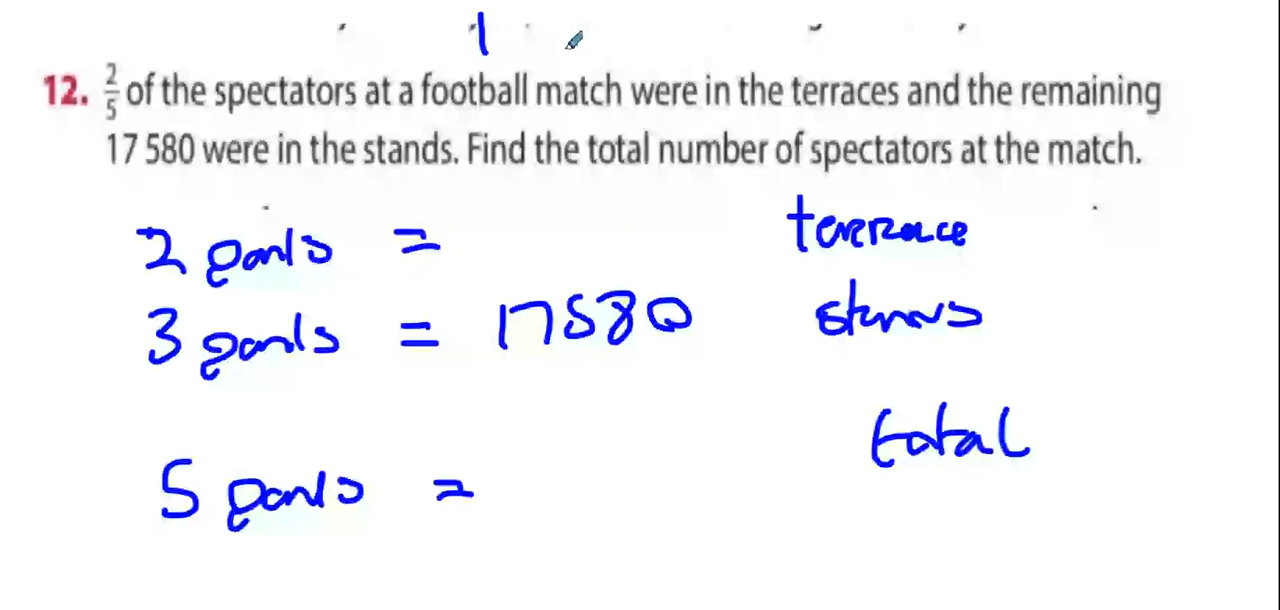 1
12. 2/5 of the spectators at a football match were in the terraces and the remaining
17 580 were in the stands. Find the total number of spectators at the match.
2 parts = terrace
3 parts = 17580 stands
total
5 parts =